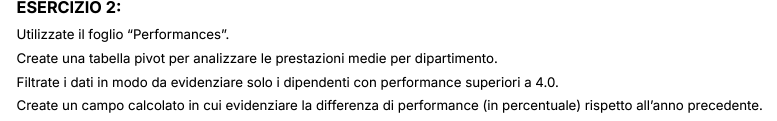 ESERCIZIO 2:
Utilizzate il foglio “Performances”.
Create una tabella pivot per analizzare le prestazioni medie per dipartimento.
Filtrate i dati in modo da evidenziare solo i dipendenti con performance superiori a 4.0.
Create un campo calcolato in cui evidenziare la differenza di performance (in percentuale) rispetto all’anno precedente.